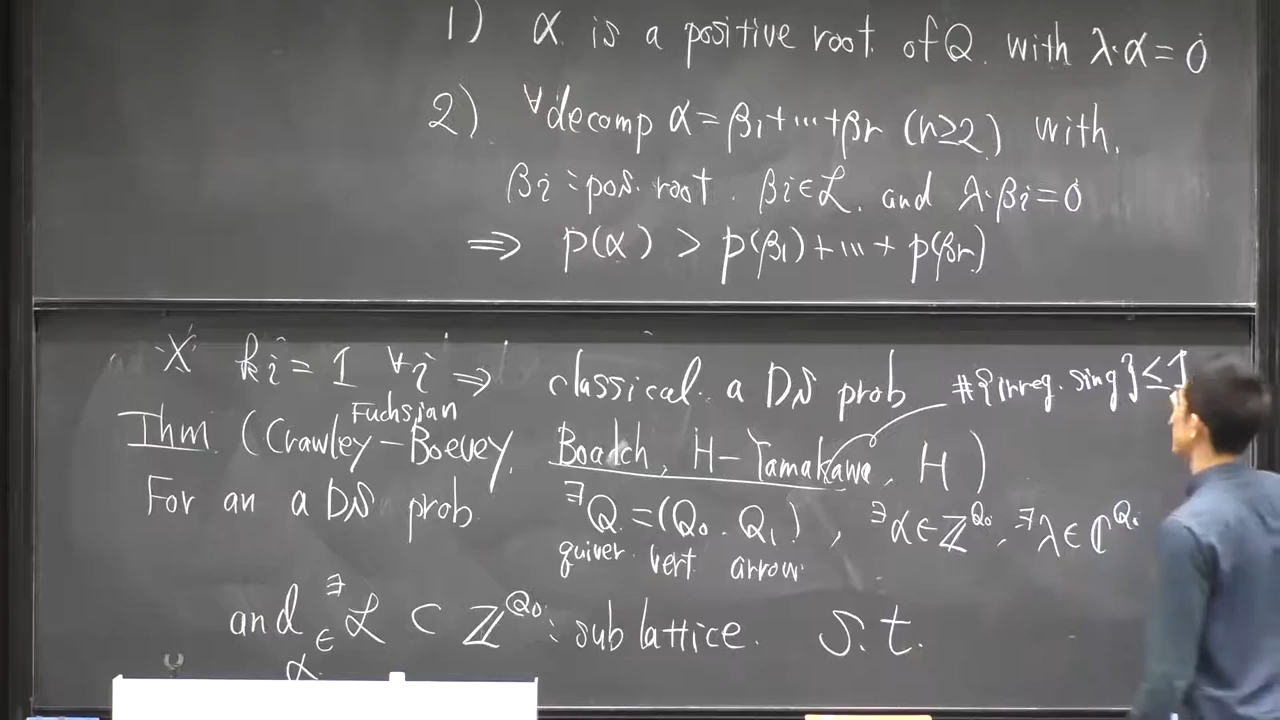 1) α is a positive root of Q with λ·α = 0
2) ∀decomp α = β1+···+βr (n≥2) with
βi : pos. root. βi∈ℒ and λ·βi = 0
⇒ p(α) > p(β1)+···+p(βr)
※ ki = 1 ∀i ⇒ classical a DS prob #{irreg. sing} ≤ 1
Fuchsian
Thm (Crawley-Boevey, Boalch, H-Yamakawa, H)
For an a DS prob. ∃Q = (Q0, Q1), ∃α∈ℤ^Q0, ∃λ∈ℂ^Q0
quiver vert arrow
and ∃ℒ ⊂ ℤ^Q0 : sublattice. s.t.
∈
α